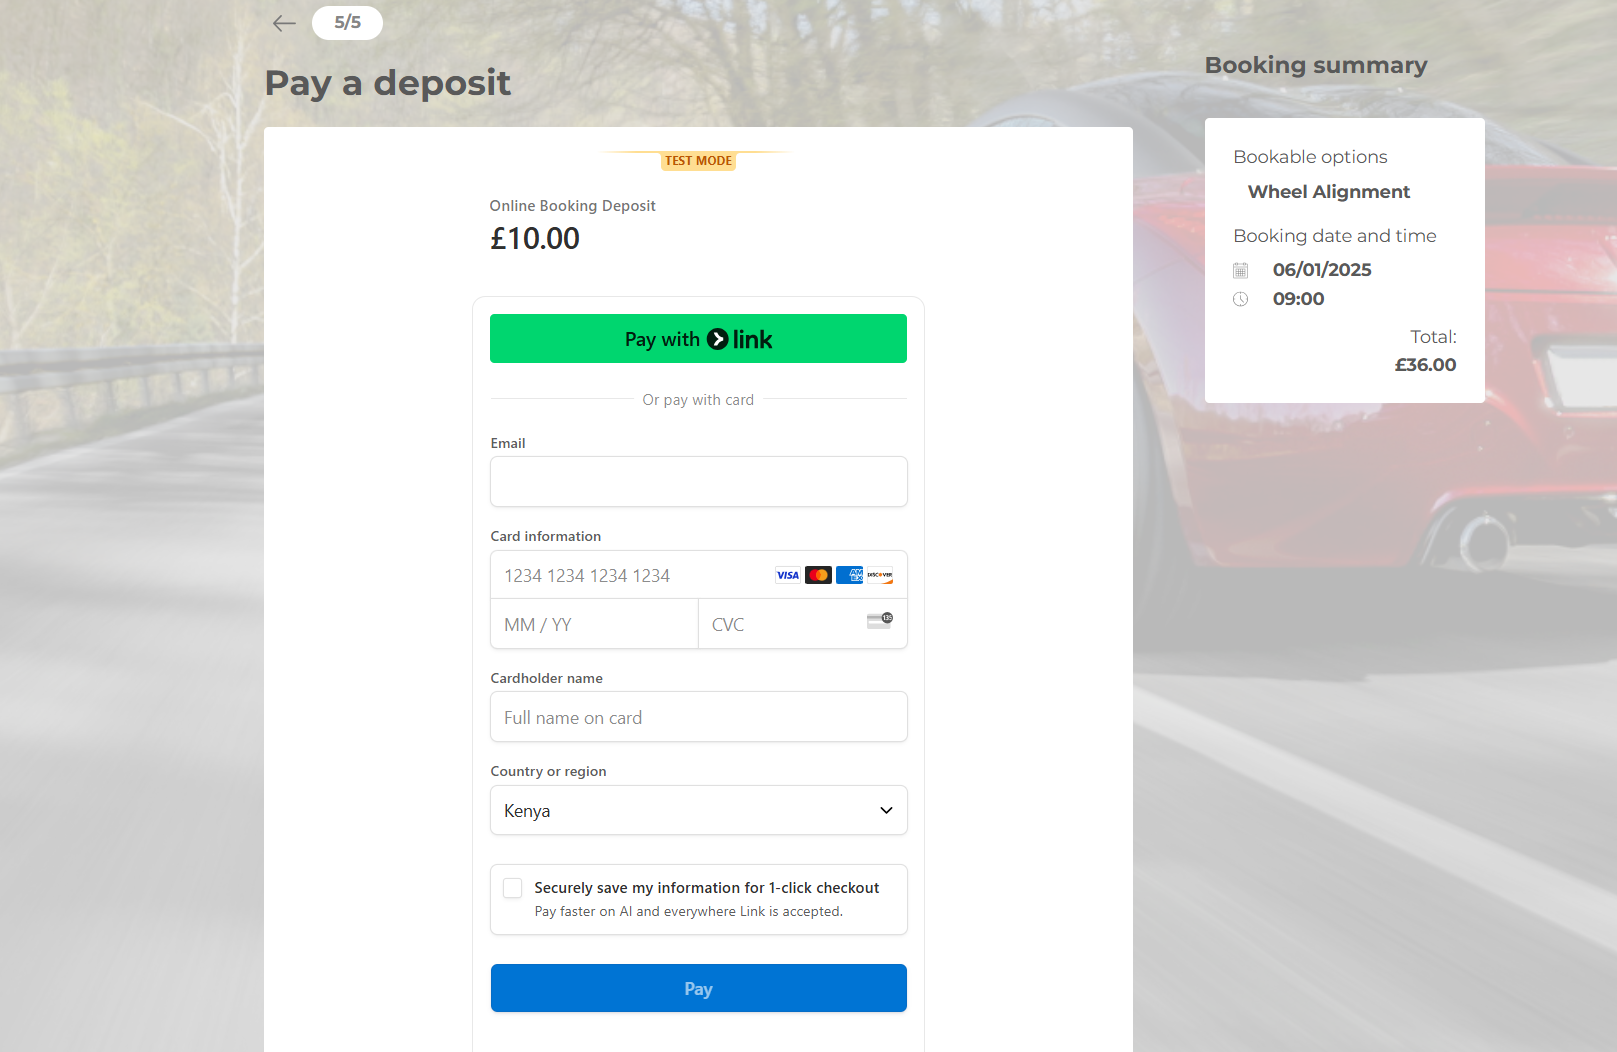 5/5
Pay a deposit
TEST MODE
Online Booking Deposit
£10.00
Pay with link
Or pay with card
Email
Card information
1234 1234 1234 1234
VISA
AM
EX
DISCOVER
MM / YY
CVC
135
Cardholder name
Full name on card
Country or region
Kenya
Securely save my information for 1-click checkout
Pay faster on AI and everywhere Link is accepted.
Pay
Booking summary
Bookable options
Wheel Alignment
Booking date and time
06/01/2025
09:00
Total:
£36.00